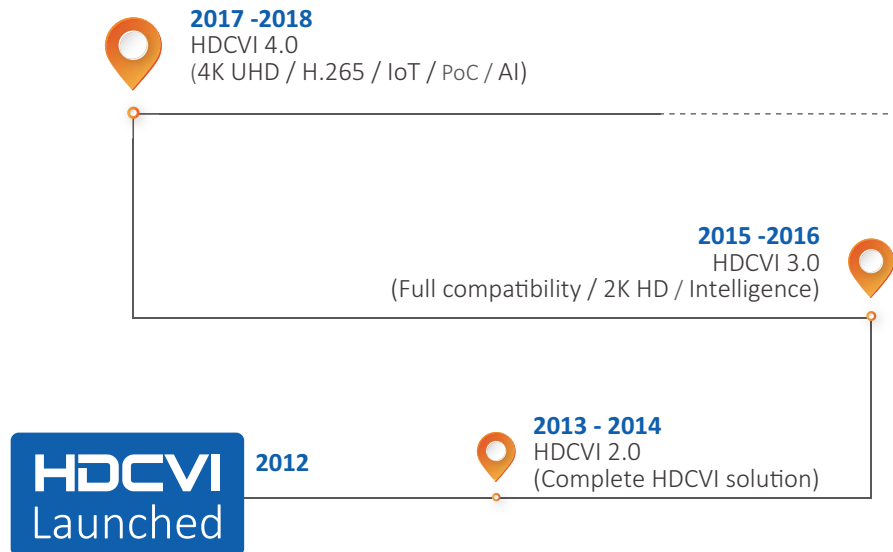 2017 -2018
HDCVI 4.0
(4K UHD / H.265 / IoT / PoC / AI)
2015 -2016
HDCVI 3.0
(Full compatibility / 2K HD / Intelligence)
2013 - 2014
HDCVI 2.0
(Complete HDCVI solution)
2012
HDCVI
Launched